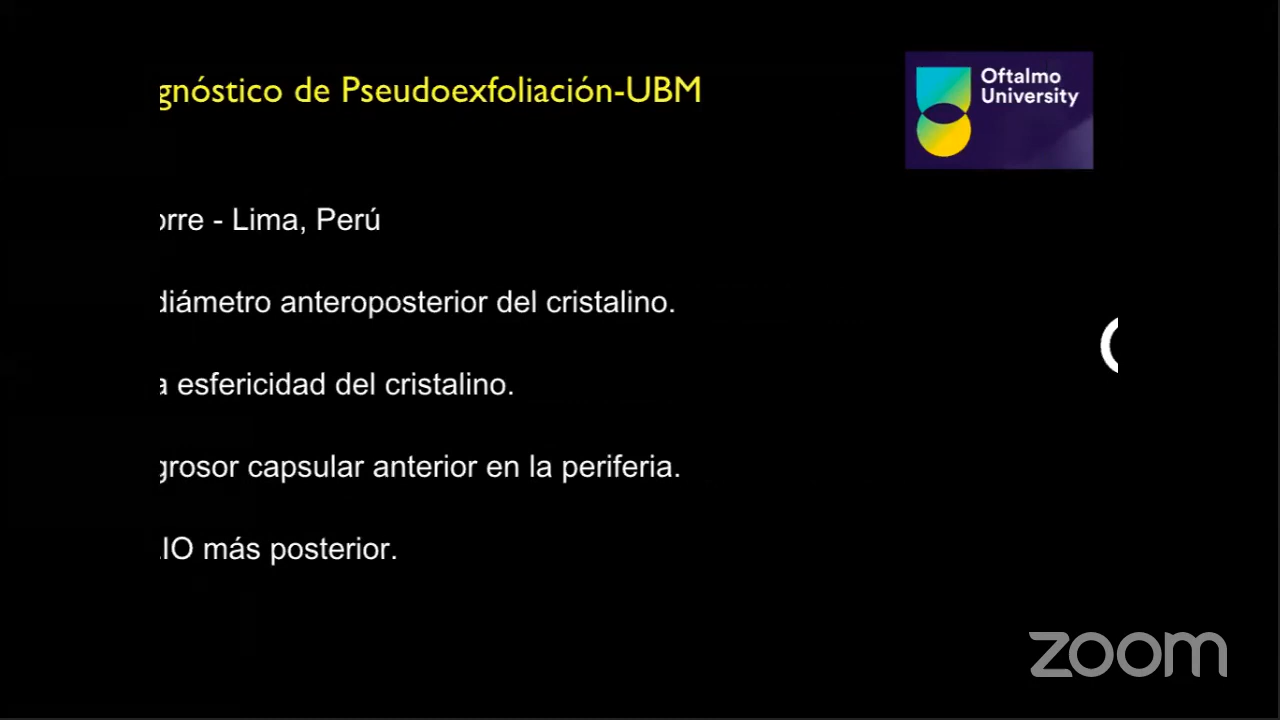 gnóstico de Pseudoexfoliación-UBM
Oftalmo
University
orre - Lima, Perú
diámetro anteroposterior del cristalino.
a esfericidad del cristalino.
grosor capsular anterior en la periferia.
LIO más posterior.
zoom